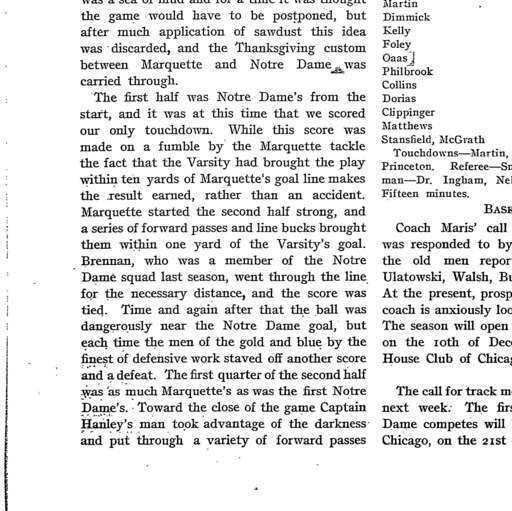 was a sea of mud and for a time it was thought
the game would have to be postponed, but
after much application of sawdust this idea
was discarded, and the Thanksgiving custom
between Marquette and Notre Dame was
carried through.
The first half was Notre Dame's from the
start, and it was at this time that we scored
our only touchdown. While this score was
made on a fumble by the Marquette tackle
the fact that the Varsity had brought the play
within ten yards of Marquette's goal line makes
the result earned, rather than an accident.
Marquette started the second half strong, and
a series of forward passes and line bucks brought
them within one yard of the Varsity's goal.
Brennan, who was a member of the Notre
Dame squad last season, went through the line
for the necessary distance, and the score was
tied. Time and again after that the ball was
dangerously near the Notre Dame goal, but
each time the men of the gold and blue by the
finest of defensive work staved off another score
and a defeat. The first quarter of the second half
was as much Marquette's as was the first Notre
Dame's. Toward the close of the game Captain
Hanley's man took advantage of the darkness
and put through a variety of forward passes
Martin
Dimmick
Kelly
Foley
Oaas
Philbrook
Collins
Dorias
Clippinger
Matthews
Stansfield, McGrath
Touchdowns—Martin,
Princeton. Referee—
man—Dr. Ingham,
Fifteen minutes.
Coach Maris' call
was responded to by
the old men
Ulatowski, Walsh,
At the present,
coach is anxiously
The season will open
on the 10th of
House Club of
The call for track
next week. The
Dame competes will
Chicago, on the 21st